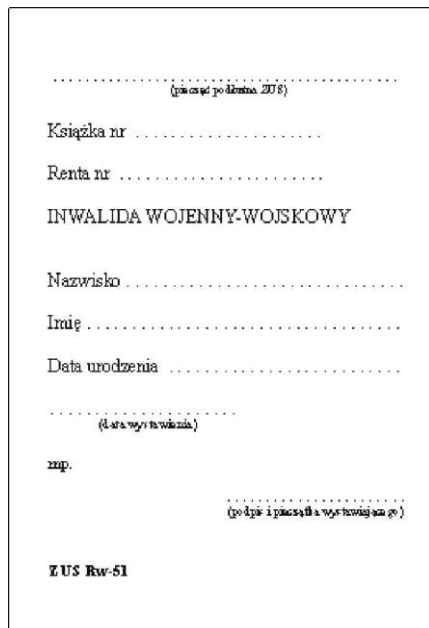 . . . . . . . . . . . . . . . . . . . . . . . . . . . . . . . . . . . . . . . . . . . . .
(pieczęć podłużna ZUS)
Książka nr . . . . . . . . . . . . . . . . . . . . . .
Renta nr . . . . . . . . . . . . . . . . . . . . . . . .
INWALIDA WOJENNY-WOJSKOWY
Nazwisko . . . . . . . . . . . . . . . . . . . . . . . . . . . . . . . .
Imię . . . . . . . . . . . . . . . . . . . . . . . . . . . . . . . . . . . .
Data urodzenia . . . . . . . . . . . . . . . . . . . . . . . . . . .
. . . . . . . . . . . . . . . . . . . . . .
(data wystawienia)
mp.
. . . . . . . . . . . . . . . . . . . . . . . .
(podpis i pieczątka wystawiającego)
ZUS Rw-51